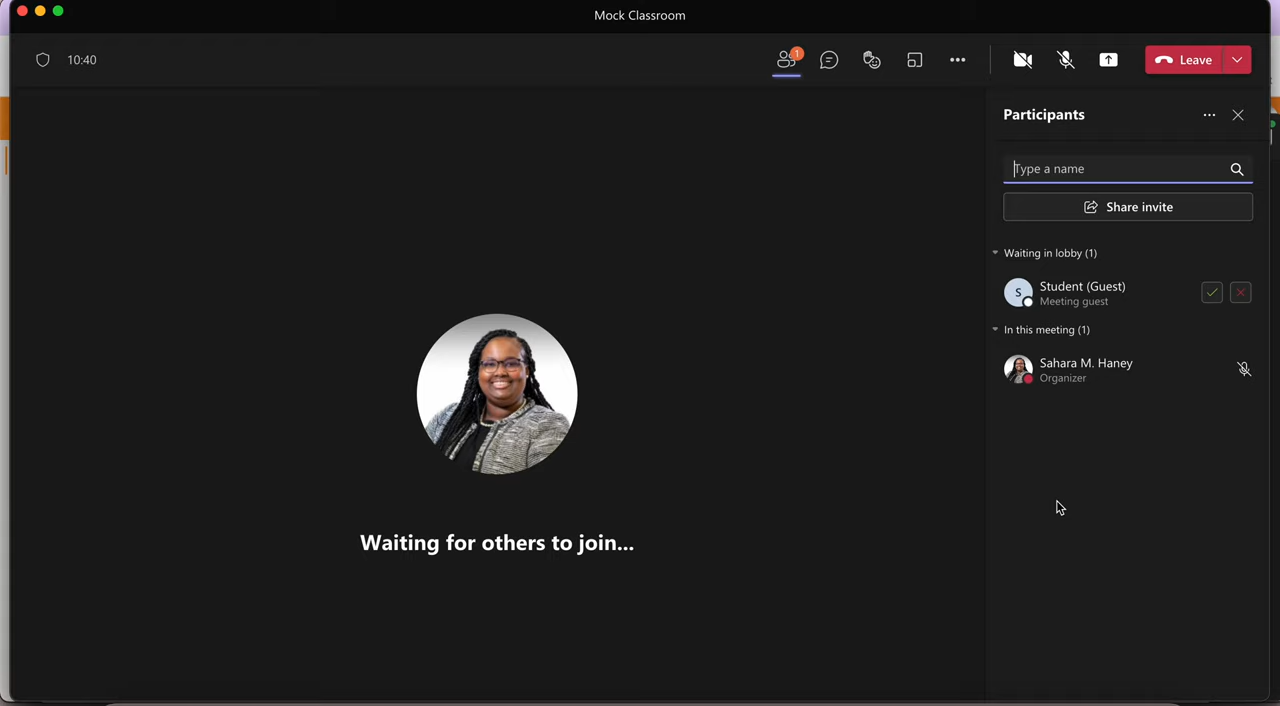 Mock Classroom
10:40
1
Leave
Participants
Type a name
Share invite
Waiting in lobby (1)
S
Student (Guest)
Meeting guest
In this meeting (1)
Sahara M. Haney
Organizer
Waiting for others to join...